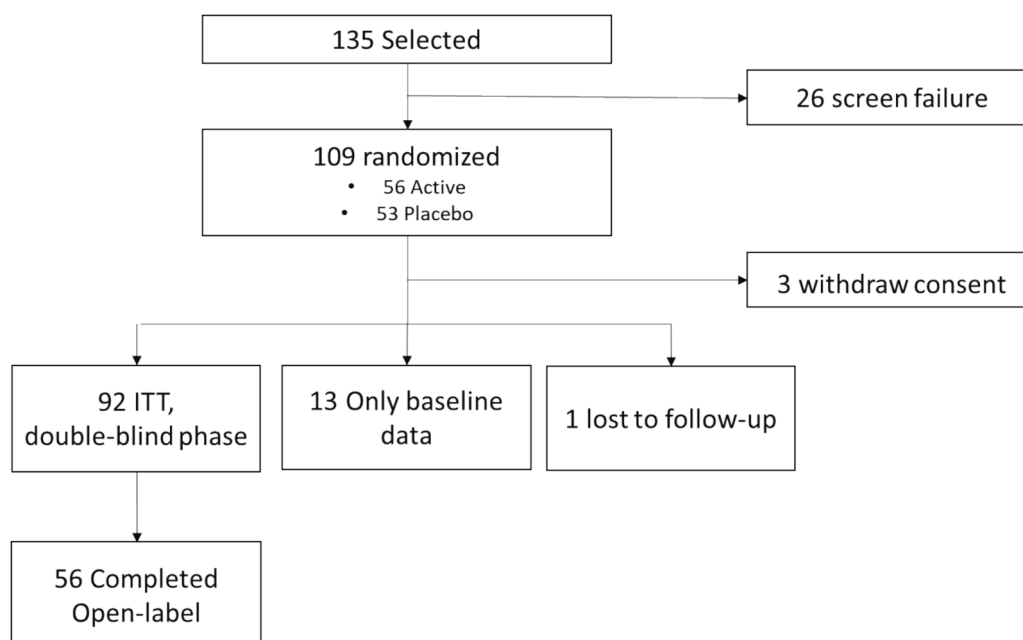 135 Selected
26 screen failure
109 randomized
• 56 Active
• 53 Placebo
3 withdraw consent
92 ITT,
double-blind phase
13 Only baseline
data
1 lost to follow-up
56 Completed
Open-label